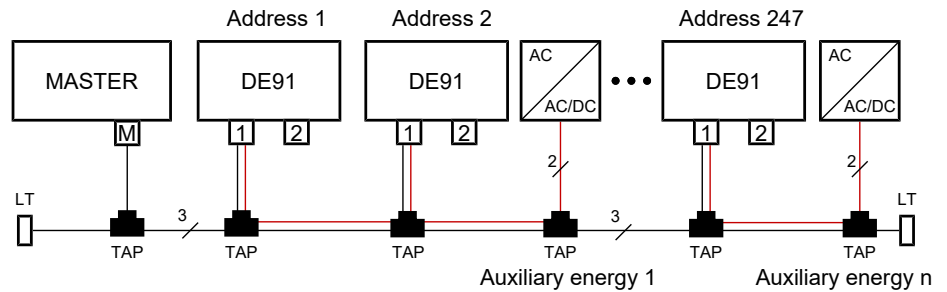 Address 1
Address 2
Address 247
MASTER
DE91
DE91
AC
AC/DC
DE91
AC
AC/DC
M
1
2
1
2
1
2
2
2
LT
3
3
LT
TAP
TAP
TAP
TAP
TAP
TAP
Auxiliary energy 1
Auxiliary energy n